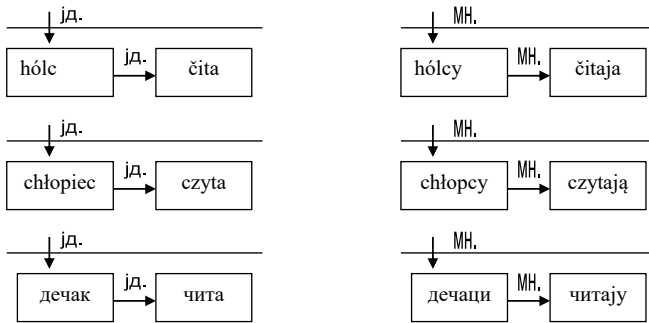 јд. МН.
hólc јд. čita hólcy МН. čitaja
јд. МН.
chłopiec јд. czyta chłopcy МН. czytają
јд. МН.
дечак јд. чита дечаци МН. читају